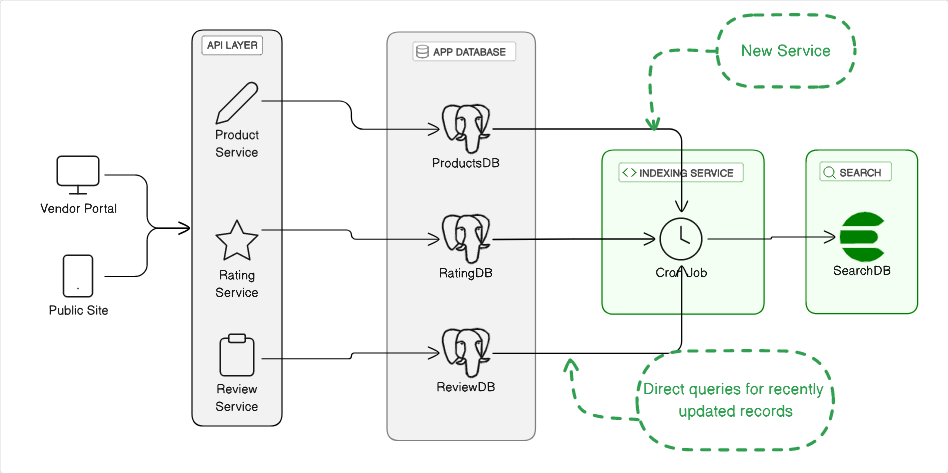 API LAYER
APP DATABASE
New Service
Product
Service
ProductsDB
INDEXING SERVICE
SEARCH
Vendor Portal
Rating
Service
RatingDB
Cron Job
SearchDB
Public Site
Review
Service
ReviewDB
Direct queries for recently
updated records